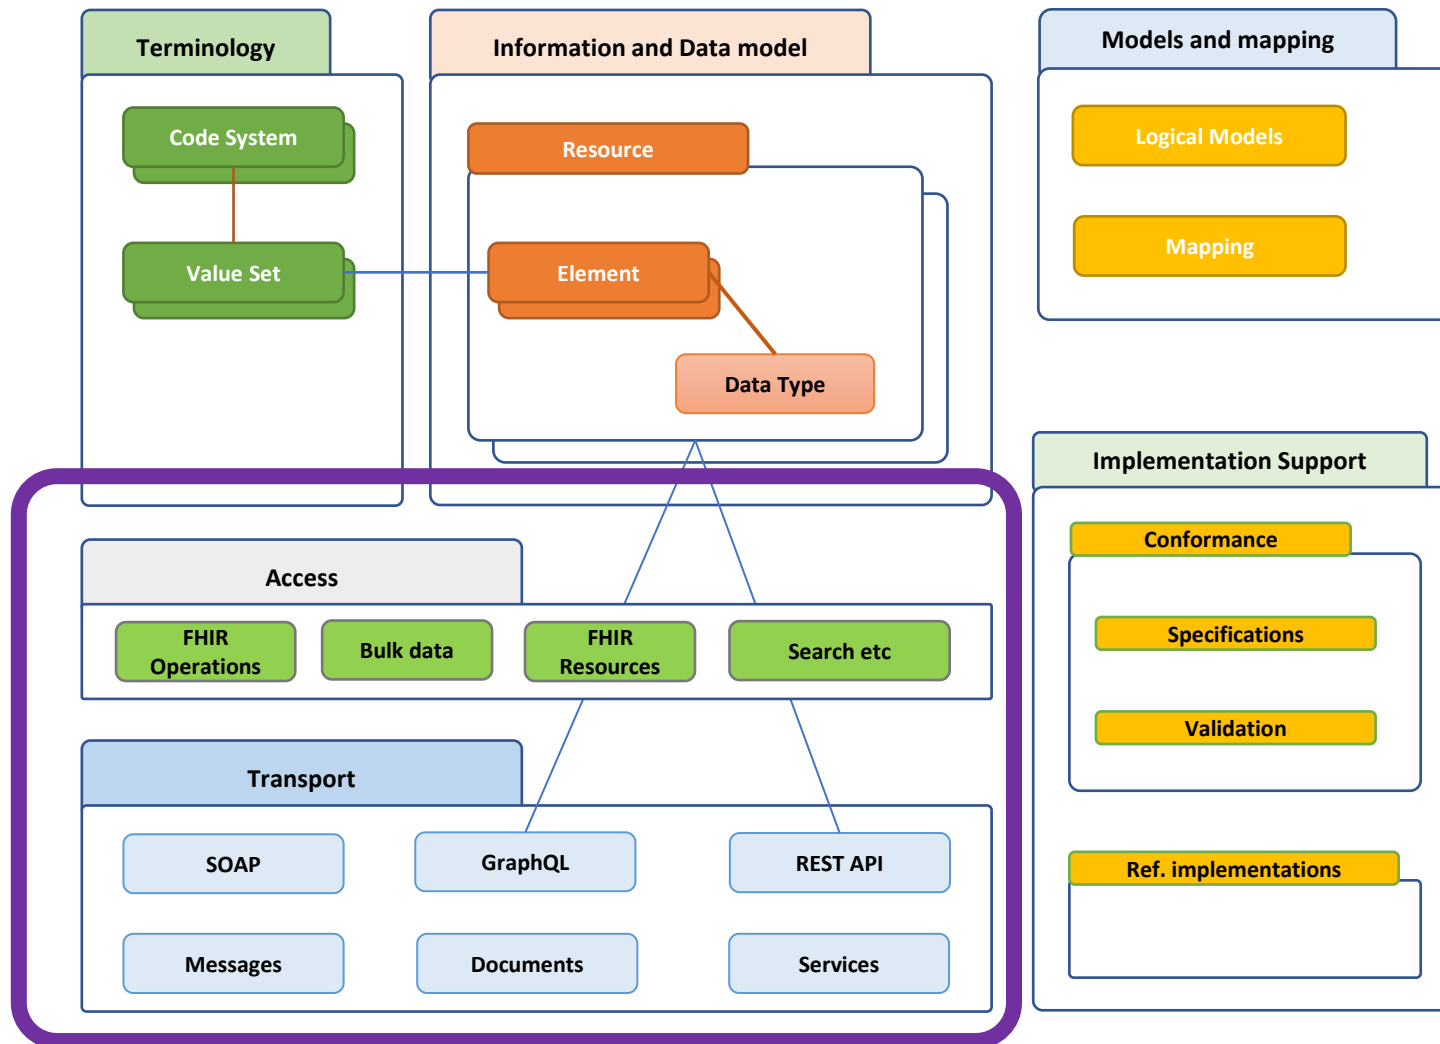 Terminology
Code System
Value Set
Information and Data model
Resource
Element
Data Type
Models and mapping
Logical Models
Mapping
Access
FHIR
Operations
Bulk data
FHIR
Resources
Search etc
Transport
SOAP
GraphQL
REST API
Messages
Documents
Services
Implementation Support
Conformance
Specifications
Validation
Ref. implementations